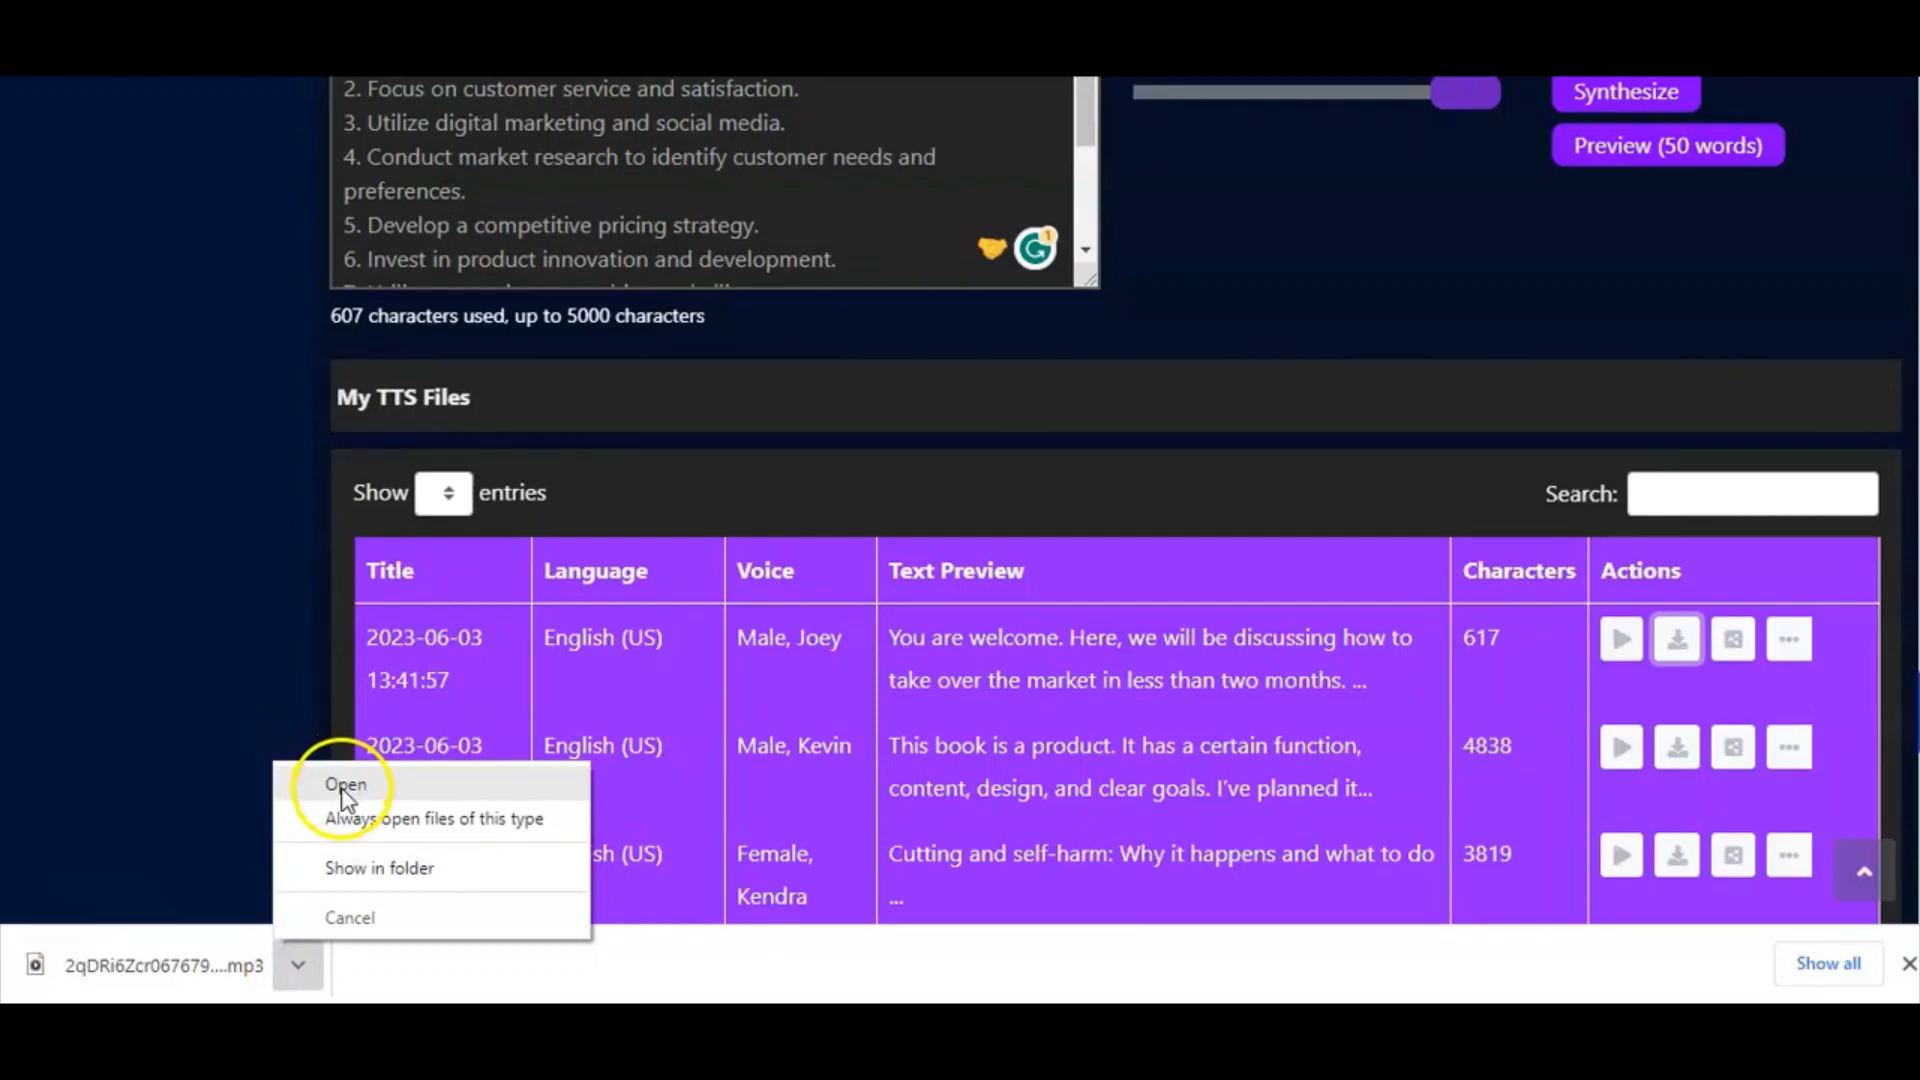 2. Focus on customer service and satisfaction.
3. Utilize digital marketing and social media.
4. Conduct market research to identify customer needs and
preferences.
5. Develop a competitive pricing strategy.
6. Invest in product innovation and development.
1
Synthesize
Preview (50 words)
607 characters used, up to 5000 characters
My TTS Files
Show entries
Search:
Title Language Voice Text Preview Characters Actions
2023-06-03 English (US) Male, Joey You are welcome. Here, we will be discussing how to 617
13:41:57 take over the market in less than two months. ...
2023-06-03 English (US) Male, Kevin This book is a product. It has a certain function, 4838
content, design, and clear goals. I've planned it...
sh (US) Female, Cutting and self-harm: Why it happens and what to do 3819
Kendra ...
Open
Always open files of this type
Show in folder
Cancel
2qDRi6Zcr067679....mp3
Show all